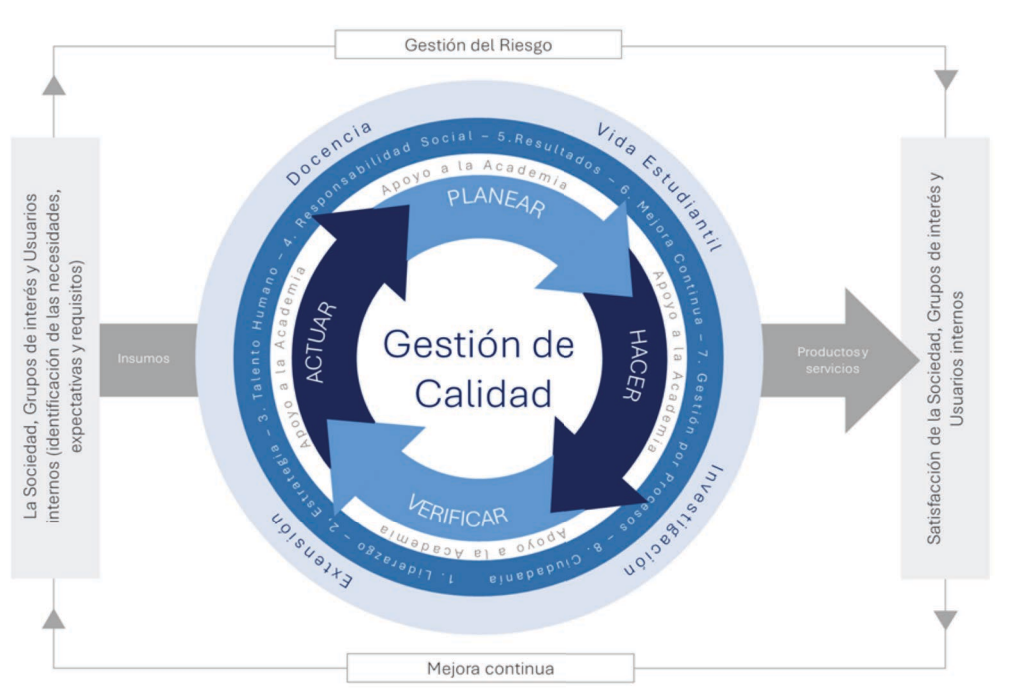 Gestión del Riesgo
La Sociedad, Grupos de interés y Usuarios
internos (identificación de las necesidades,
expectativas y requisitos)
Insumos
Docencia
Vida Estudiantil
Investigación
Extensión
1. Liderazgo – 2. Estrategia – 3. Talento Humano – 4. Responsabilidad Social – 5.Resultados – 6. Mejora Continua – 7. Gestión por Procesos – 8. Ciudadanía
Apoyo a la Academia
Apoyo a la Academia
Apoyo a la Academia
Apoyo a la Academia
PLANEAR
HACER
VERIFICAR
ACTUAR
Gestión de
Calidad
Productos y
servicios
Satisfacción de la Sociedad, Grupos de interés y
Usuarios internos
Mejora continua